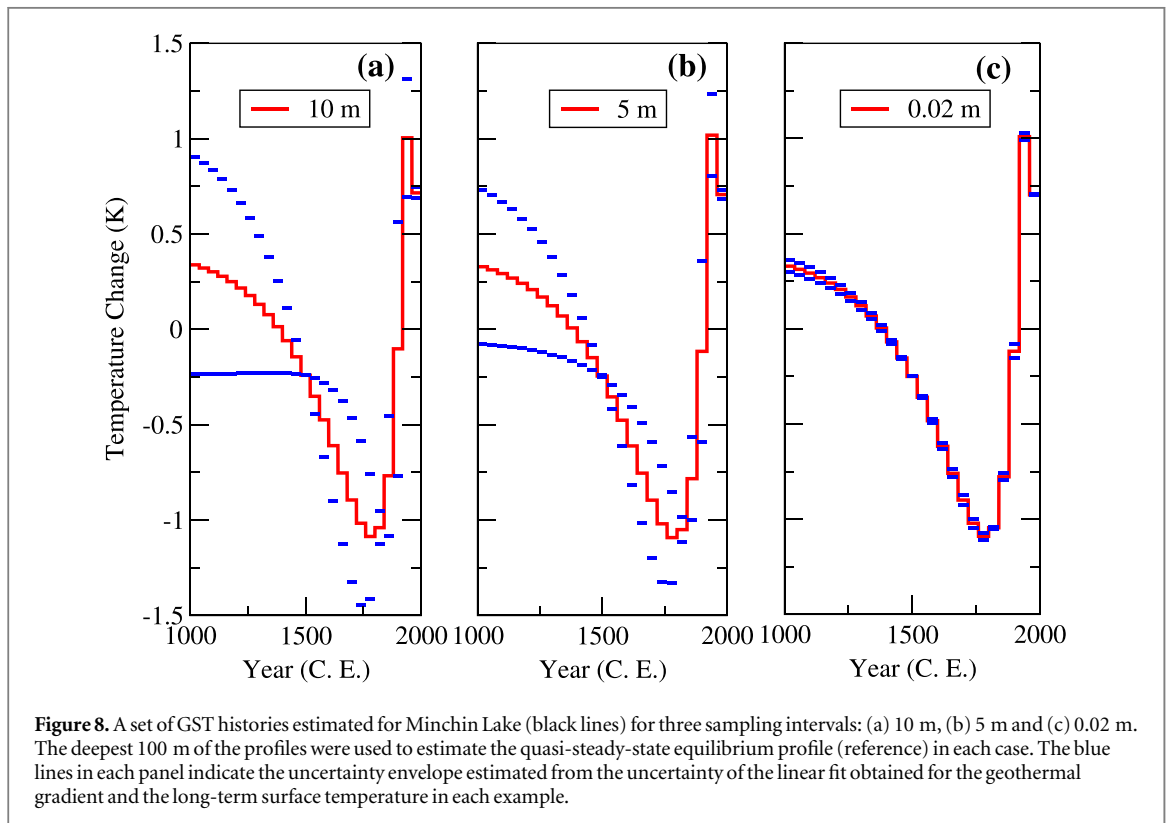 (a)
(b)
(c)
10 m
5 m
0.02 m
1.5
1
0.5
0
-0.5
-1
-1.5
Temperature Change (K)
1000 1500 2000
1000 1500 2000
1000 1500 2000
Year (C. E.)
Year (C. E.)
Year (C. E.)
Figure 8. A set of GST histories estimated for Minchin Lake (black lines) for three sampling intervals: (a) 10 m, (b) 5 m and (c) 0.02 m.
The deepest 100 m of the profiles were used to estimate the quasi-steady-state equilibrium profile (reference) in each case. The blue
lines in each panel indicate the uncertainty envelope estimated from the uncertainty of the linear fit obtained for the geothermal
gradient and the long-term surface temperature in each example.